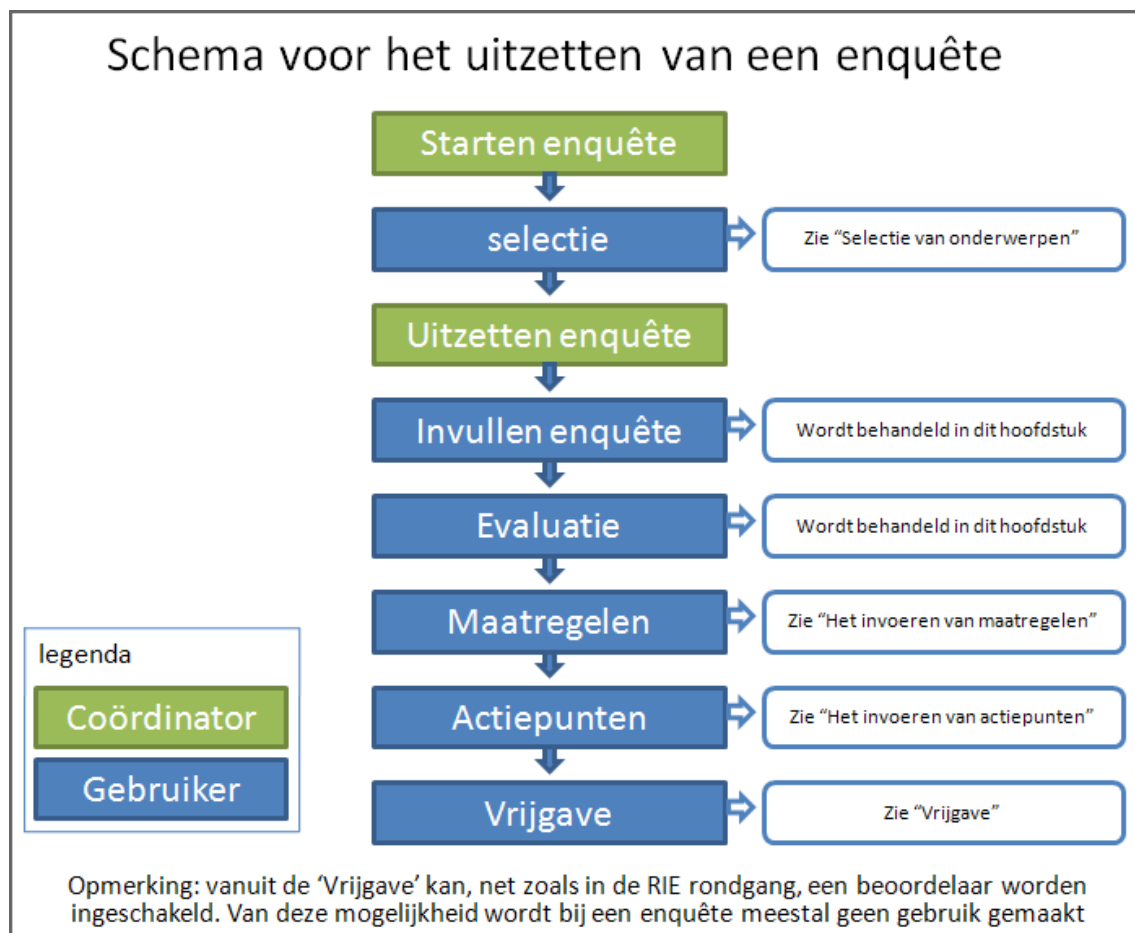 Schema voor het uitzetten van een enquête
Starten enquête
selectie
Zie “Selectie van onderwerpen”
Uitzetten enquête
Invullen enquête
Wordt behandeld in dit hoofdstuk
Evaluatie
Wordt behandeld in dit hoofdstuk
Maatregelen
Zie “Het invoeren van maatregelen”
Actiepunten
Zie “Het invoeren van actiepunten”
Vrijgave
Zie “Vrijgave”
legenda
Coördinator
Gebruiker
Opmerking: vanuit de ‘Vrijgave’ kan, net zoals in de RIE rondgang, een beoordelaar worden
ingeschakeld. Van deze mogelijkheid wordt bij een enquête meestal geen gebruik gemaakt